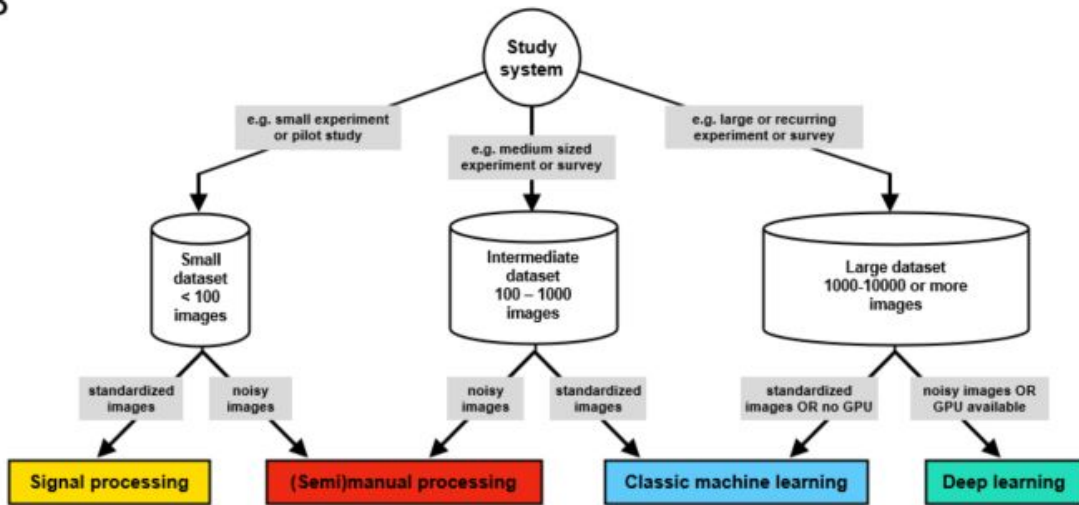 Study
system
e.g. small experiment
or pilot study
e.g. medium sized
experiment or survey
e.g. large or recurring
experiment or survey
Small
dataset
< 100
images
Intermediate
dataset
100 – 1000
images
Large dataset
1000-10000 or more
images
standardized
images
noisy
images
noisy
images
standardized
images
standardized
images OR no GPU
noisy images OR
GPU available
Signal processing
(Semi)manual processing
Classic machine learning
Deep learning